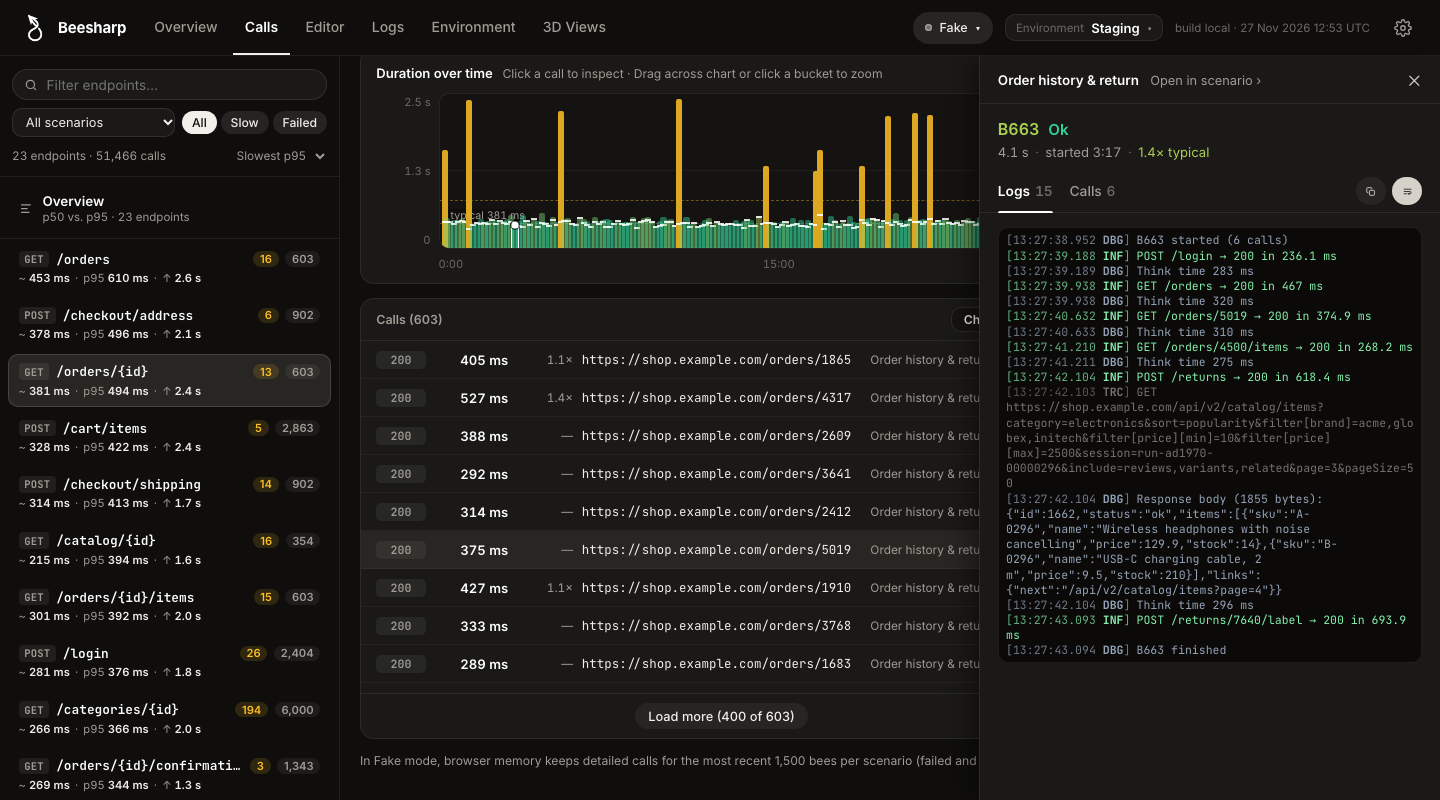 Beesharp Overview Calls Editor Logs Environment 3D Views Fake Environment Staging build local · 27 Nov 2026 12:53 UTC
Filter endpoints...
All scenarios All Slow Failed
23 endpoints · 51,466 calls Slowest p95
Overview
p50 vs. p95 · 23 endpoints
GET /orders 16 603
~ 453 ms · p95 610 ms · ↑ 2.6 s
POST /checkout/address 6 902
~ 378 ms · p95 496 ms · ↑ 2.1 s
GET /orders/{id} 13 603
~ 381 ms · p95 494 ms · ↑ 2.4 s
POST /cart/items 5 2,863
~ 328 ms · p95 422 ms · ↑ 2.4 s
POST /checkout/shipping 14 902
~ 314 ms · p95 413 ms · ↑ 1.7 s
GET /catalog/{id} 16 354
~ 215 ms · p95 394 ms · ↑ 1.6 s
GET /orders/{id}/items 15 603
~ 301 ms · p95 392 ms · ↑ 2.0 s
POST /login 26 2,404
~ 281 ms · p95 376 ms · ↑ 1.8 s
GET /categories/{id} 194 6,000
~ 266 ms · p95 366 ms · ↑ 2.0 s
GET /orders/{id}/confirmati… 3 1,343
~ 269 ms · p95 344 ms · ↑ 1.3 s
Duration over time Click a call to inspect · Drag across chart or click a bucket to zoom
2.5 s
1.3 s
typical 381 ms
0
0:00 15:00
Calls (603) Ch
200 405 ms 1.1× https://shop.example.com/orders/1865 Order history & retu
200 527 ms 1.4× https://shop.example.com/orders/4317 Order history & retu
200 388 ms — https://shop.example.com/orders/2609 Order history & retu
200 292 ms — https://shop.example.com/orders/3641 Order history & retu
200 314 ms — https://shop.example.com/orders/2412 Order history & retu
200 375 ms — https://shop.example.com/orders/5019 Order history & retu
200 427 ms 1.1× https://shop.example.com/orders/1910 Order history & retu
200 333 ms — https://shop.example.com/orders/3768 Order history & retu
200 289 ms — https://shop.example.com/orders/1683 Order history & retu
Load more (400 of 603)
In Fake mode, browser memory keeps detailed calls for the most recent 1,500 bees per scenario (failed and
Order history & return Open in scenario ›
B663 Ok
4.1 s · started 3:17 · 1.4× typical
Logs 15 Calls 6
[13:27:38.952 DBG] B663 started (6 calls)
[13:27:39.188 INF] POST /login → 200 in 236.1 ms
[13:27:39.189 DBG] Think time 283 ms
[13:27:39.938 INF] GET /orders → 200 in 467 ms
[13:27:39.938 DBG] Think time 320 ms
[13:27:40.632 INF] GET /orders/5019 → 200 in 374.9 ms
[13:27:40.633 DBG] Think time 310 ms
[13:27:41.210 INF] GET /orders/4500/items → 200 in 268.2 ms
[13:27:41.211 DBG] Think time 275 ms
[13:27:42.104 INF] POST /returns → 200 in 618.4 ms
[13:27:42.103 TRC] GET
https://shop.example.com/api/v2/catalog/items?
category=electronics&sort=popularity&filter[brand]=acme,glo
bex,initech&filter[price][min]=10&filter[price]
[max]=2500&session=run-ad1970-
00000296&include=reviews,variants,related&page=3&pageSize=5
0
[13:27:42.104 DBG] Response body (1855 bytes):
{"id":1662,"status":"ok","items":[{"sku":"A-
0296","name":"Wireless headphones with noise
cancelling","price":129.9,"stock":14},{"sku":"B-
0296","name":"USB-C charging cable, 2
m","price":9.5,"stock":210}],"links":
{"next":"/api/v2/catalog/items?page=4"}}
[13:27:42.104 DBG] Think time 296 ms
[13:27:43.093 INF] POST /returns/7640/label → 200 in 693.9
ms
[13:27:43.094 DBG] B663 finished